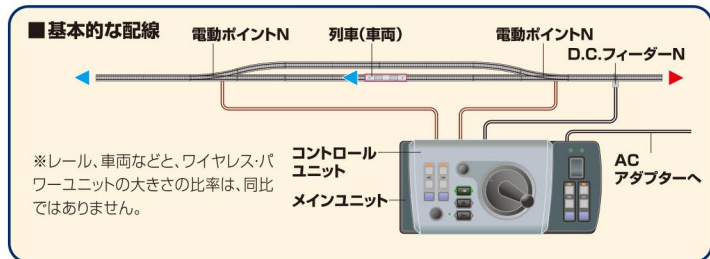 ■基本的な配線
電動ポイントN
列車(車両)
電動ポイントN
D.C.フィーダーN
※レール、車両などと、ワイヤレス・パ
ワーユニットの大きさの比率は、同比
ではありません。
コントロール
ユニット
メインユニット
AC
アダプターへ